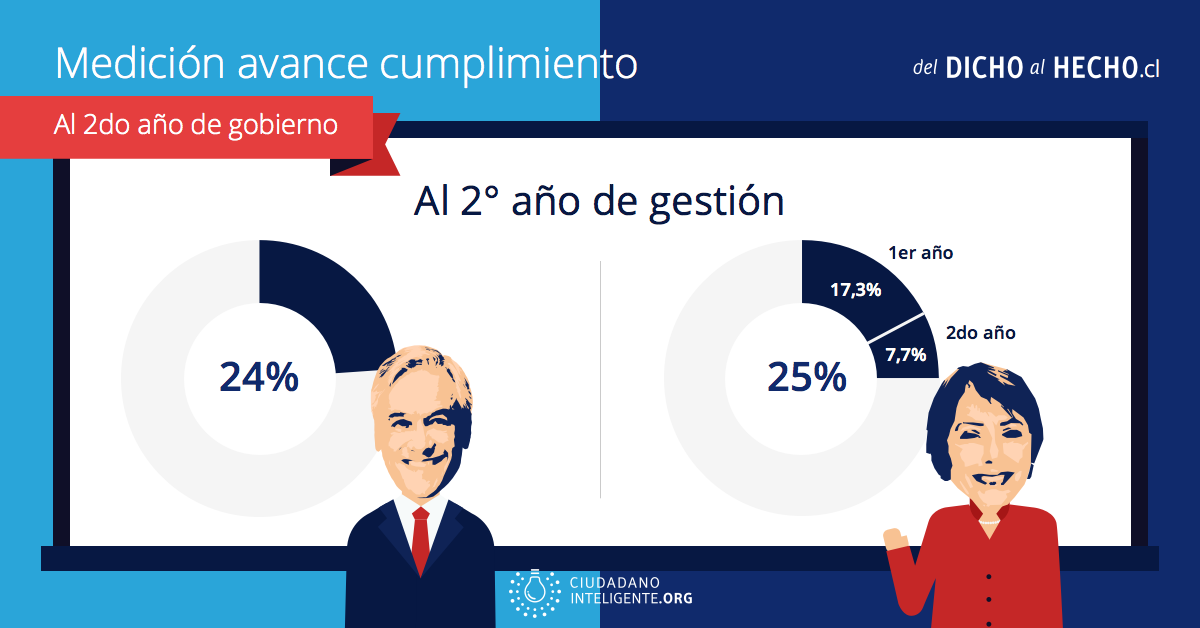 Medición avance cumplimiento
del DICHO al HECHO.cl
Al 2do año de gobierno
Al 2° año de gestión
24%
1er año
17,3%
2do año
7,7%
25%
CIUDADANO
INTELIGENTE.ORG